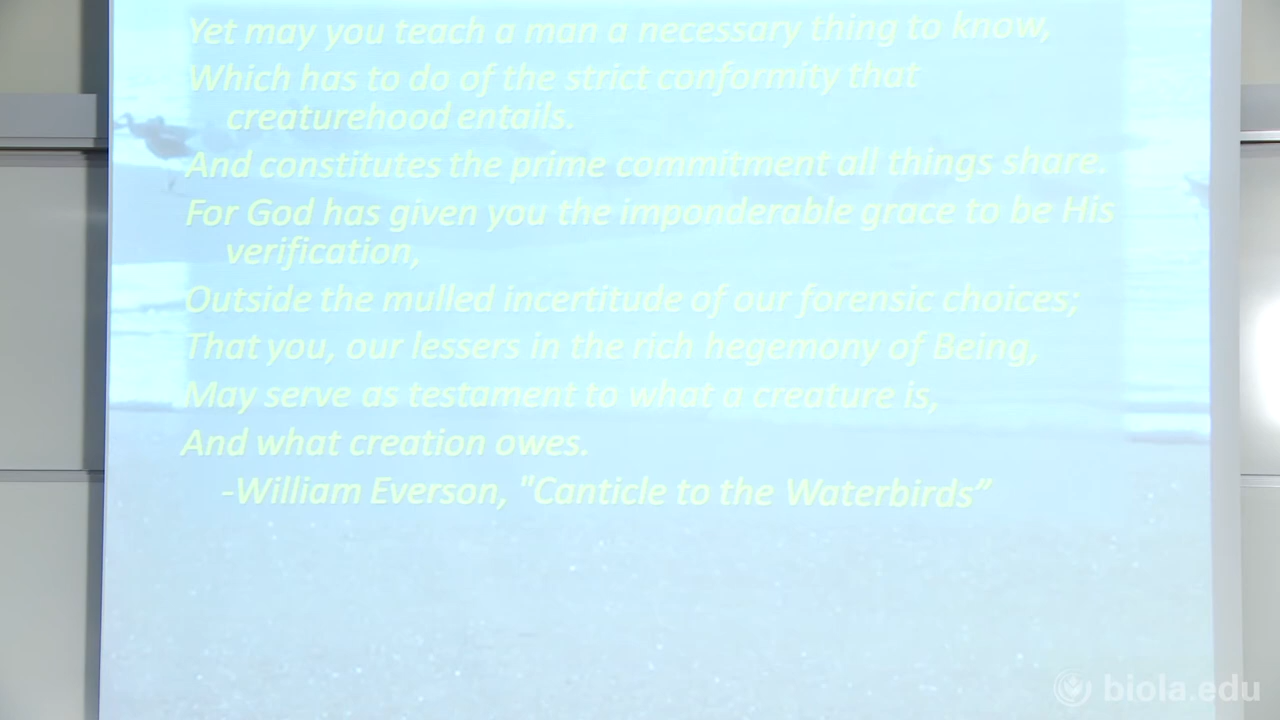 Yet may you teach a man a necessary thing to know,
Which has to do of the strict conformity that
creaturehood entails.
And constitutes the prime commitment all things share.
For God has given you the imponderable grace to be His
verification,
Outside the mulled incertitude of our forensic choices;
That you, our lessers in the rich hegemony of Being,
May serve as testament to what a creature is,
And what creation owes.
-William Everson, "Canticle to the Waterbirds”
biola.edu